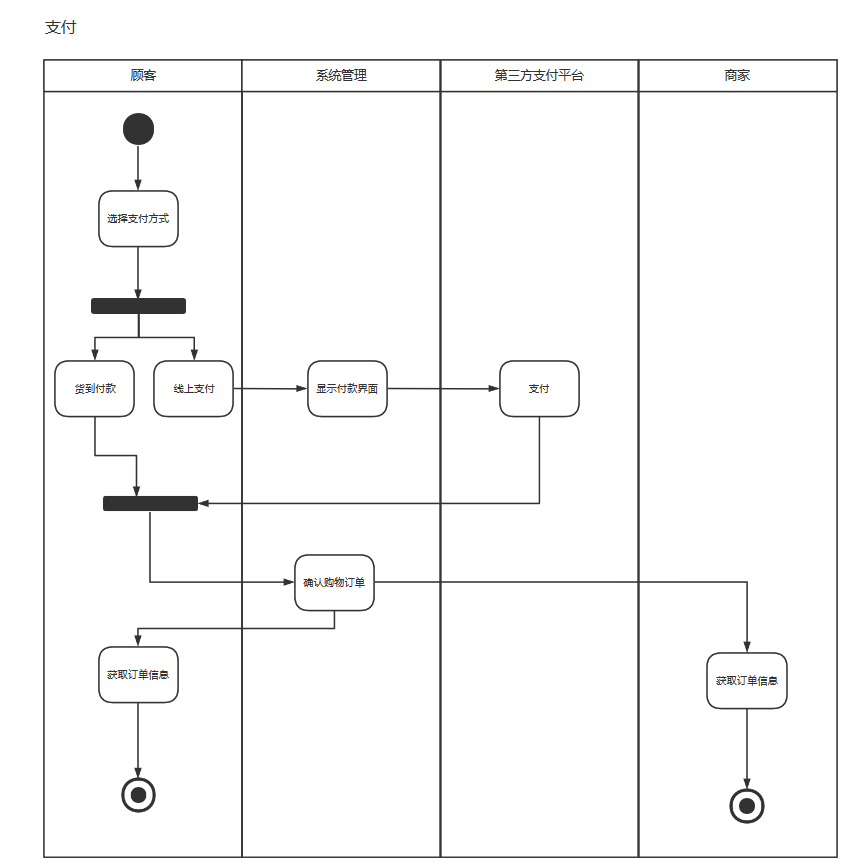 支付
顾客
系统管理
第三方支付平台
商家
选择支付方式
货到付款
线上支付
显示付款界面
支付
确认购物订单
获取订单信息
获取订单信息